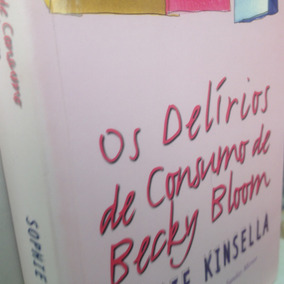 Os Delírios
de Consumo de
Becky Bloom
KINSELLA
de Consumo
SOPHIE